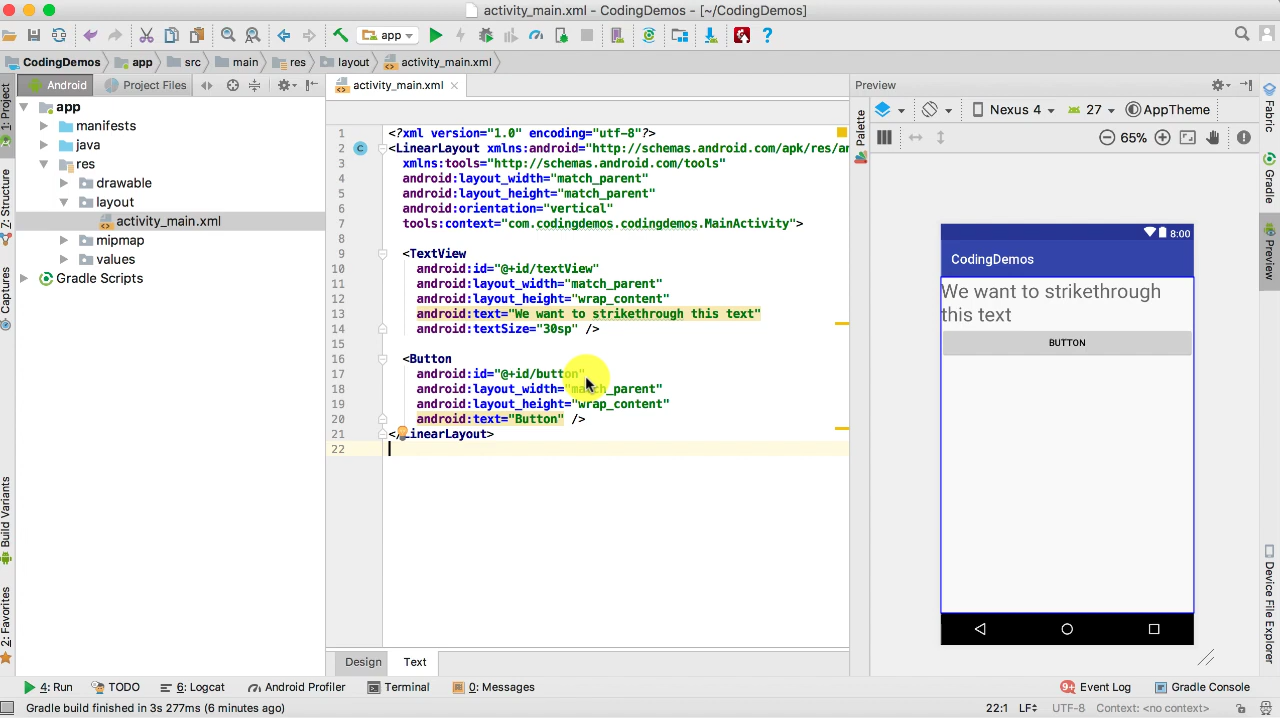 activity_main.xml - CodingDemos - [~/CodingDemos]
app
CodingDemos app src main res layout activity_main.xml
Android Project Files
activity_main.xml
Preview
Nexus 4 27 AppTheme
65%
1: Project
Z: Structure
Captures
Build Variants
2: Favorites
app
manifests
java
res
drawable
layout
activity_main.xml
mipmap
values
Gradle Scripts
1 <?xml version="1.0" encoding="utf-8"?>
2 <LinearLayout xmlns:android="http://schemas.android.com/apk/res/an
3 xmlns:tools="http://schemas.android.com/tools"
4 android:layout_width="match_parent"
5 android:layout_height="match_parent"
6 android:orientation="vertical"
7 tools:context="com.codingdemos.codingdemos.MainActivity">
8
9 <TextView
10 android:id="@+id/textView"
11 android:layout_width="match_parent"
12 android:layout_height="wrap_content"
13 android:text="We want to strikethrough this text"
14 android:textSize="30sp" />
15
16 <Button
17 android:id="@+id/button"
18 android:layout_width="match_parent"
19 android:layout_height="wrap_content"
20 android:text="Button" />
21 </LinearLayout>
22
Design Text
Palette
8:00
CodingDemos
We want to strikethrough
this text
BUTTON
Fabric
Gradle
Preview
Device File Explorer
4: Run TODO 6: Logcat Android Profiler Terminal 0: Messages 9+ Event Log Gradle Console
Gradle build finished in 3s 277ms (6 minutes ago) 22:1 LF÷ UTF-8 Context: <no context>